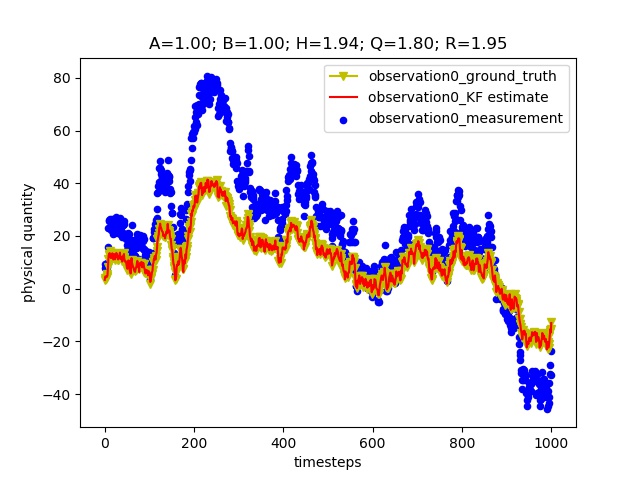 A=1.00; B=1.00; H=1.94; Q=1.80; R=1.95
observation0_ground_truth
observation0_KF estimate
observation0_measurement
80
60
40
20
0
−20
−40
physical quantity
0 200 400 600 800 1000
timesteps